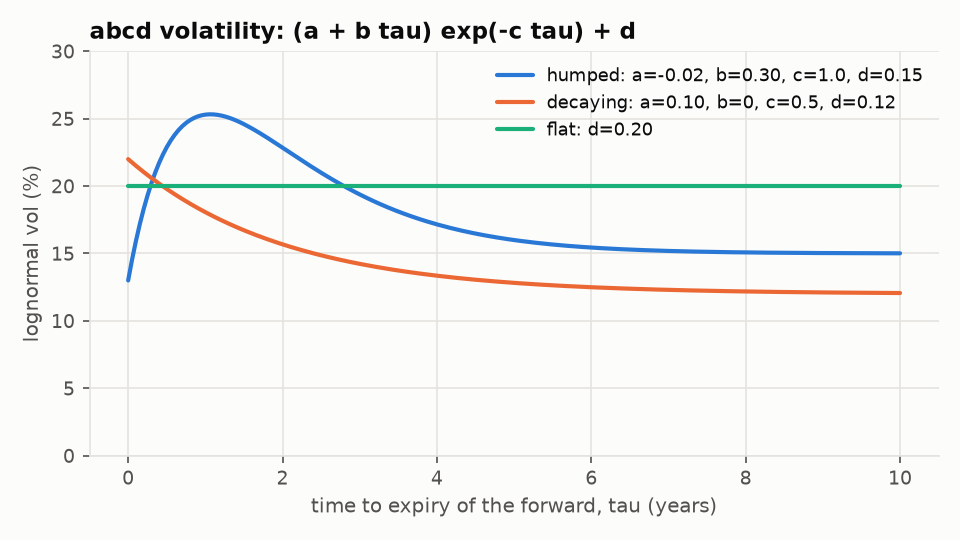 abcd volatility: (a + b tau) exp(-c tau) + d
humped: a=-0.02, b=0.30, c=1.0, d=0.15
decaying: a=0.10, b=0, c=0.5, d=0.12
flat: d=0.20
lognormal vol (%)
30
25
20
15
10
5
0
0 2 4 6 8 10
time to expiry of the forward, tau (years)